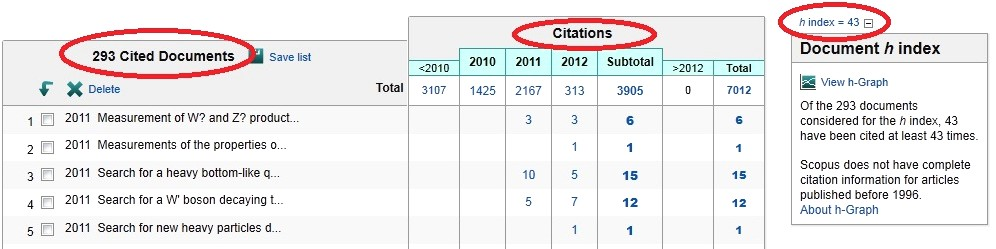 293 Cited Documents Save list
Citations
<2010 2010 2011 2012 Subtotal >2012 Total
Delete Total 3107 1425 2167 313 3905 0 7012
1 2011 Measurement of W? and Z? product... 3 3 6 6
2 2011 Measurements of the properties o... 1 1 1
3 2011 Search for a heavy bottom-like q... 10 5 15 15
4 2011 Search for a W' boson decaying t... 5 7 12 12
5 2011 Search for new heavy particles d... 1 1 1
h index = 43
Document h index
View h-Graph
Of the 293 documents
considered for the h index, 43
have been cited at least 43 times.
Scopus does not have complete
citation information for articles
published before 1996.
About h-Graph